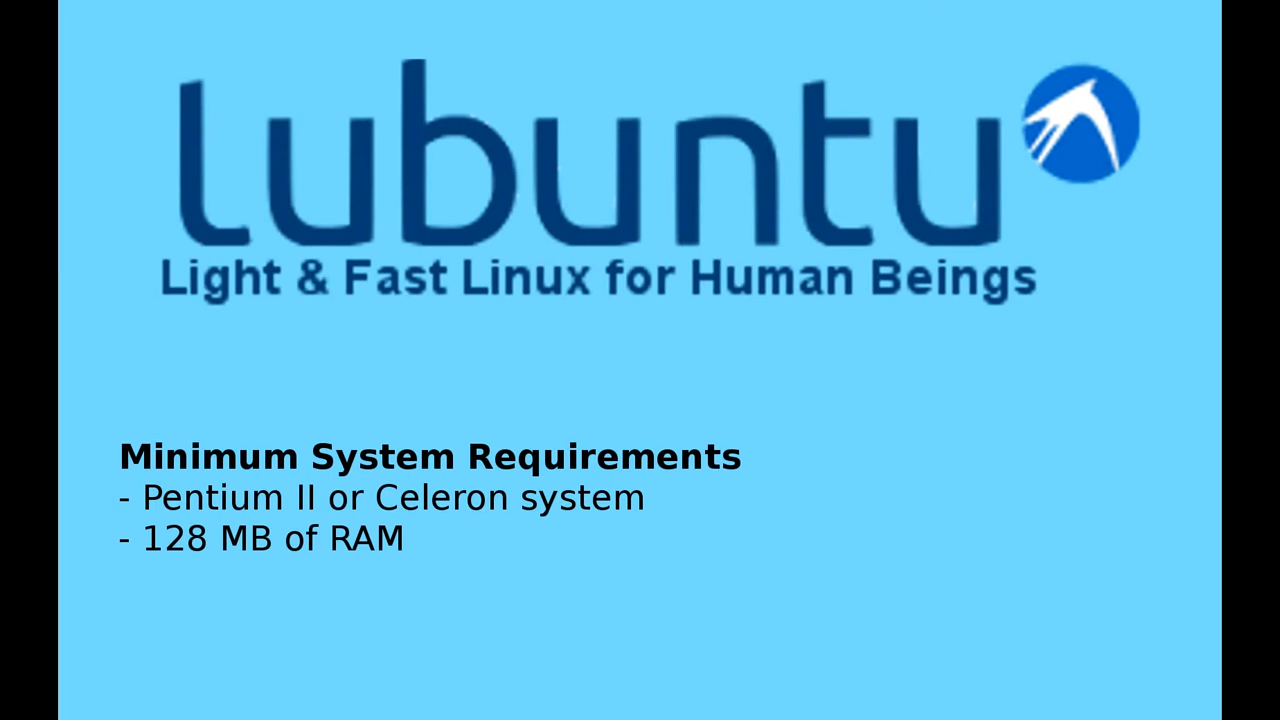 lubuntu
Light & Fast Linux for Human Beings
Minimum System Requirements
- Pentium II or Celeron system
- 128 MB of RAM